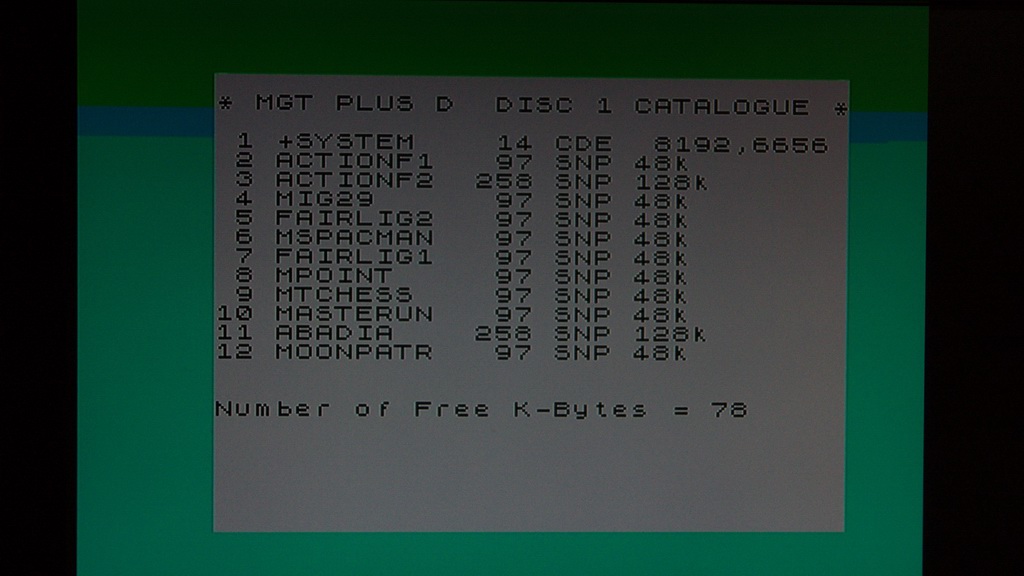 * MGT PLUS D DISC 1 CATALOGUE *
1 +SYSTEM 14 CDE 8192,6656
2 ACTIONF1 97 SNP 48k
3 ACTIONF2 258 SNP 128k
4 MIG29 97 SNP 48k
5 FAIRLIG2 97 SNP 48k
6 MSPACMAN 97 SNP 48k
7 FAIRLIG1 97 SNP 48k
8 MPOINT 97 SNP 48k
9 MTCHESS 97 SNP 48k
10 MASTERUN 97 SNP 48k
11 ABADIA 258 SNP 128k
12 MOONPATR 97 SNP 48k
Number of Free K-Bytes = 78